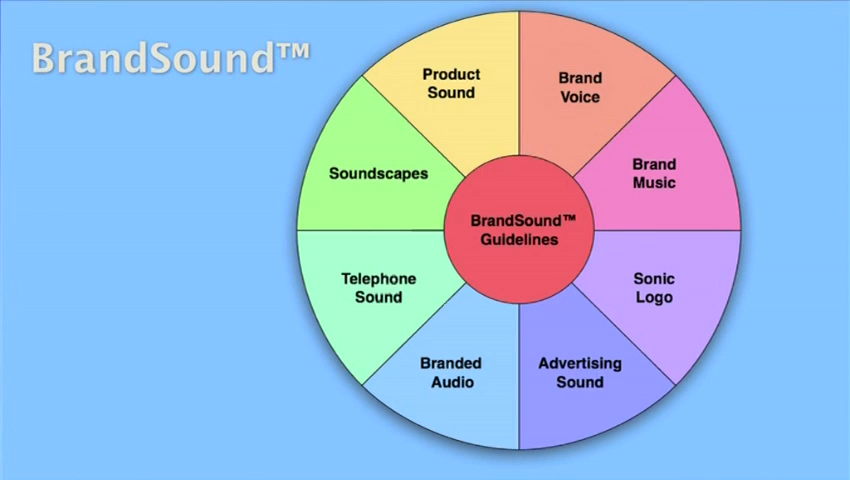 BrandSound™
Product
Sound
Brand
Voice
Brand
Music
Sonic
Logo
Advertising
Sound
Branded
Audio
Telephone
Sound
Soundscapes
BrandSound™
Guidelines